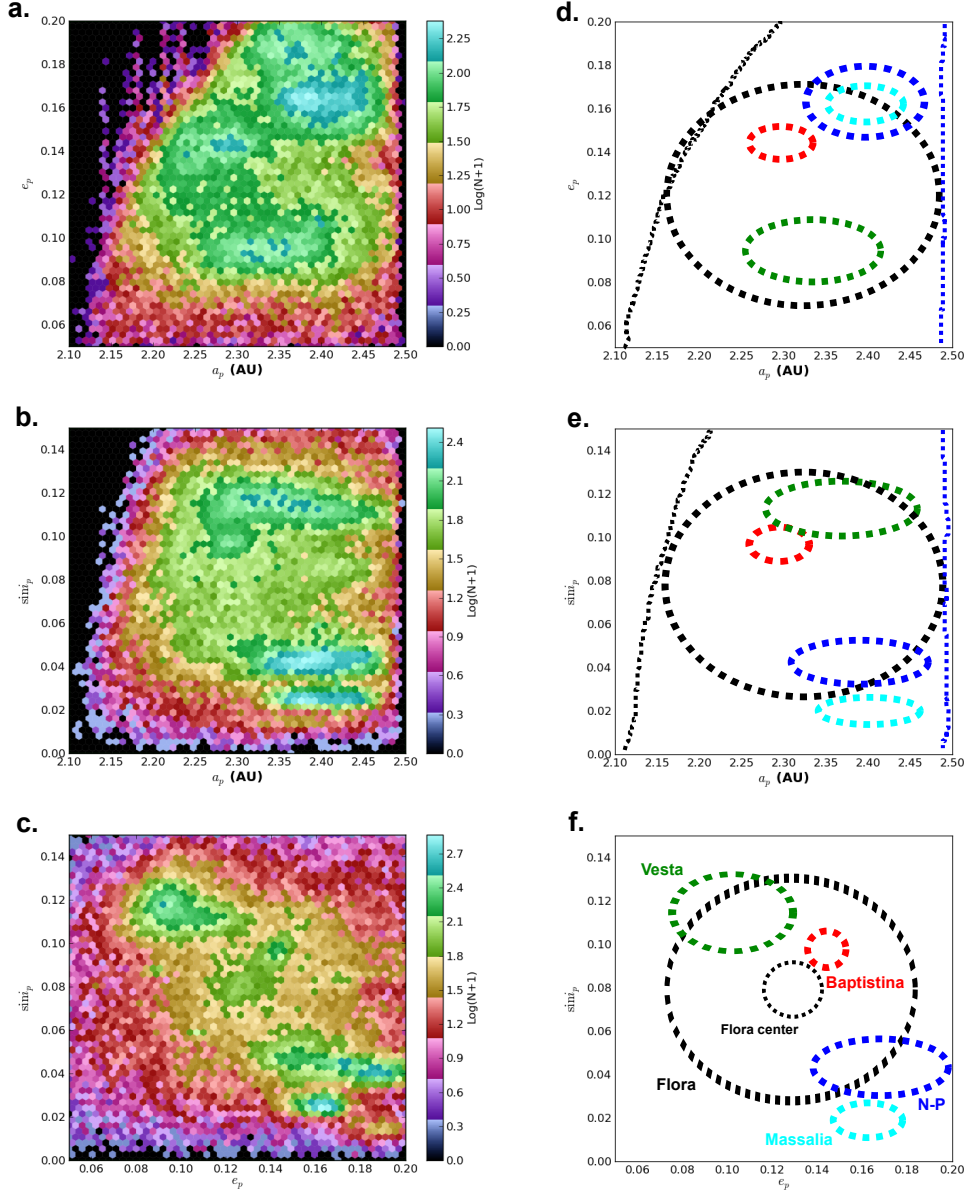 a.
0.20
0.18
0.16
0.14
0.12
0.10
0.08
0.06
e_p
2.10 2.15 2.20 2.25 2.30 2.35 2.40 2.45 2.50
a_p (AU)
2.25
2.00
1.75
1.50
1.25
1.00
0.75
0.50
0.25
0.00
Log(N+1)
d.
0.20
0.18
0.16
0.14
0.12
0.10
0.08
0.06
e_p
2.10 2.15 2.20 2.25 2.30 2.35 2.40 2.45 2.50
a_p (AU)
b.
0.14
0.12
0.10
0.08
0.06
0.04
0.02
0.00
sin i_p
2.10 2.15 2.20 2.25 2.30 2.35 2.40 2.45 2.50
a_p (AU)
2.4
2.1
1.8
1.5
1.2
0.9
0.6
0.3
0.0
Log(N+1)
e.
0.14
0.12
0.10
0.08
0.06
0.04
0.02
0.00
sin i_p
2.10 2.15 2.20 2.25 2.30 2.35 2.40 2.45 2.50
a_p (AU)
c.
0.14
0.12
0.10
0.08
0.06
0.04
0.02
0.00
sin i_p
0.06 0.08 0.10 0.12 0.14 0.16 0.18 0.20
e_p
2.7
2.4
2.1
1.8
1.5
1.2
0.9
0.6
0.3
0.0
Log(N+1)
f.
0.14
0.12
0.10
0.08
0.06
0.04
0.02
0.00
sin i_p
Vesta
Baptistina
Flora center
Flora
N-P
Massalia
0.06 0.08 0.10 0.12 0.14 0.16 0.18 0.20
e_p